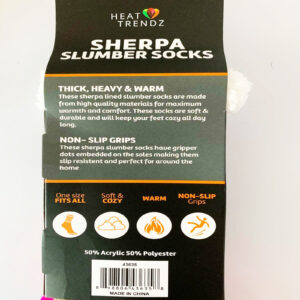 HEAT
TRENDZ
SHERPA
SLUMBER SOCKS
THICK, HEAVY & WARM
These sherpa lined slumber socks are made
from high quality materials for maximum
warmth and comfort. These socks are soft &
durable and will keep your feet cozy all day
long.
NON- SLIP GRIPS
These sherpa slumber socks have gripper
dots embedded on the soles making them
slip resistant and perfect for around the
home
One size
FITS ALL
Soft &
COZY
WARM
NON-SLIP
Grips
50% Acrylic 50% Polyester
43635
MADE IN CHINA